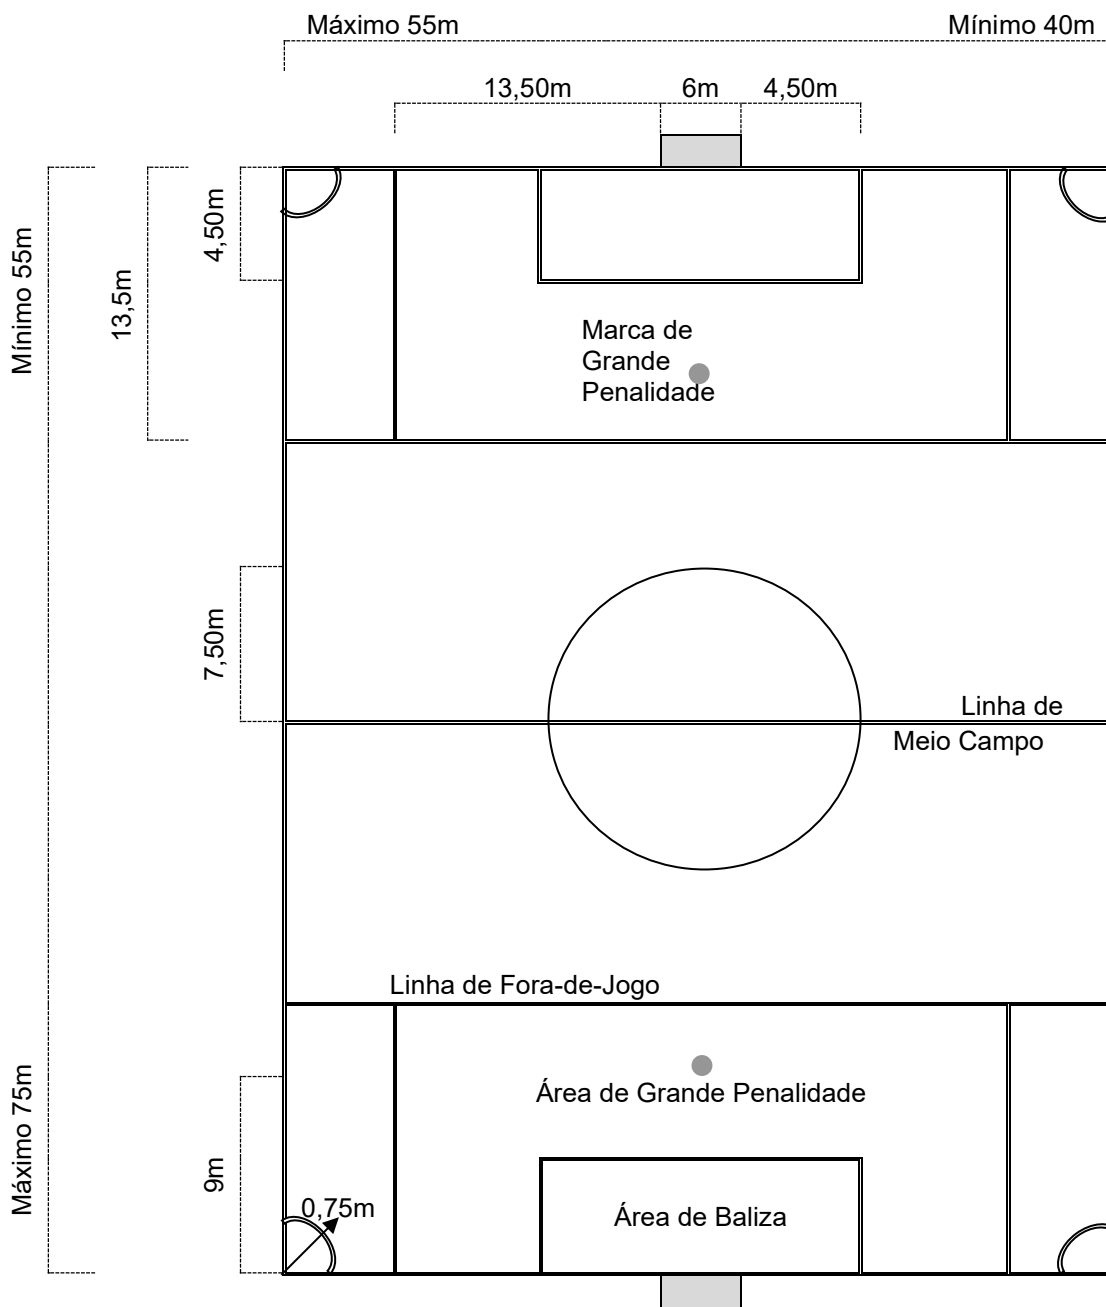 Máximo 55m
Mínimo 40m
13,50m
6m
4,50m
4,50m
Mínimo 55m
13,5m
Marca de
Grande
Penalidade
7,50m
Linha de
Meio Campo
Linha de Fora-de-Jogo
Máximo 75m
Área de Grande Penalidade
9m
0,75m
Área de Baliza